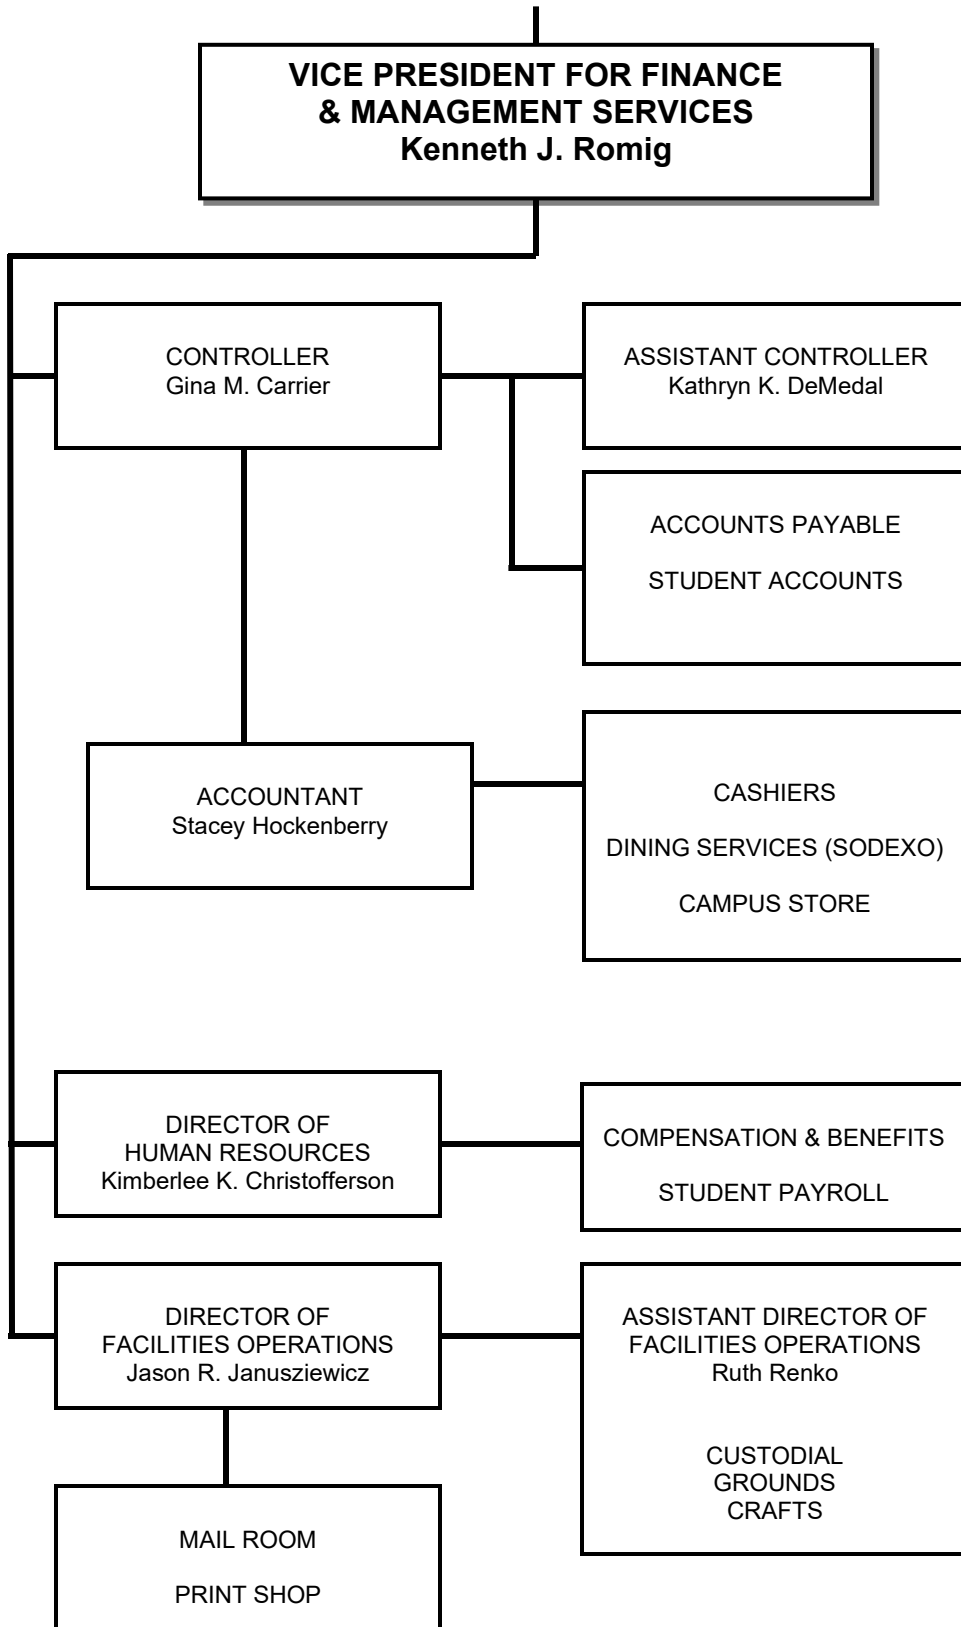 VICE PRESIDENT FOR FINANCE
& MANAGEMENT SERVICES
Kenneth J. Romig
CONTROLLER
Gina M. Carrier
ASSISTANT CONTROLLER
Kathryn K. DeMedal
ACCOUNTS PAYABLE
STUDENT ACCOUNTS
ACCOUNTANT
Stacey Hockenberry
CASHIERS
DINING SERVICES (SODEXO)
CAMPUS STORE
DIRECTOR OF
HUMAN RESOURCES
Kimberlee K. Christofferson
COMPENSATION & BENEFITS
STUDENT PAYROLL
DIRECTOR OF
FACILITIES OPERATIONS
Jason R. Janusziewicz
ASSISTANT DIRECTOR OF
FACILITIES OPERATIONS
Ruth Renko
CUSTODIAL
GROUNDS
CRAFTS
MAIL ROOM
PRINT SHOP